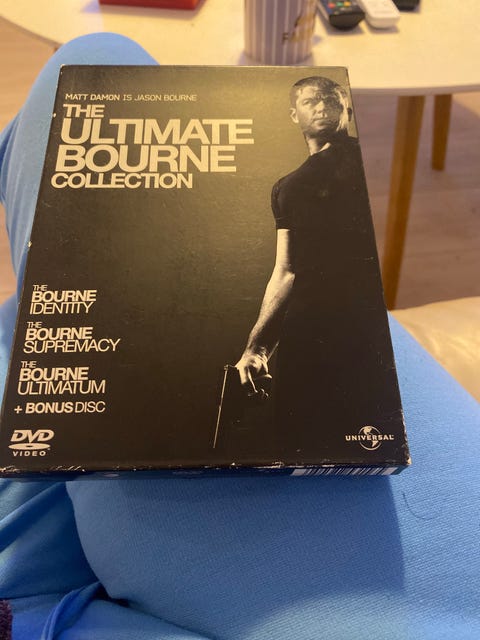 MATT DAMON IS JASON BOURNE
THE
ULTIMATE
BOURNE
COLLECTION
THE
BOURNE
IDENTITY
THE
BOURNE
SUPREMACY
THE
BOURNE
ULTIMATUM
+ BONUS DISC
DVD
VIDEO
UNIVERSAL